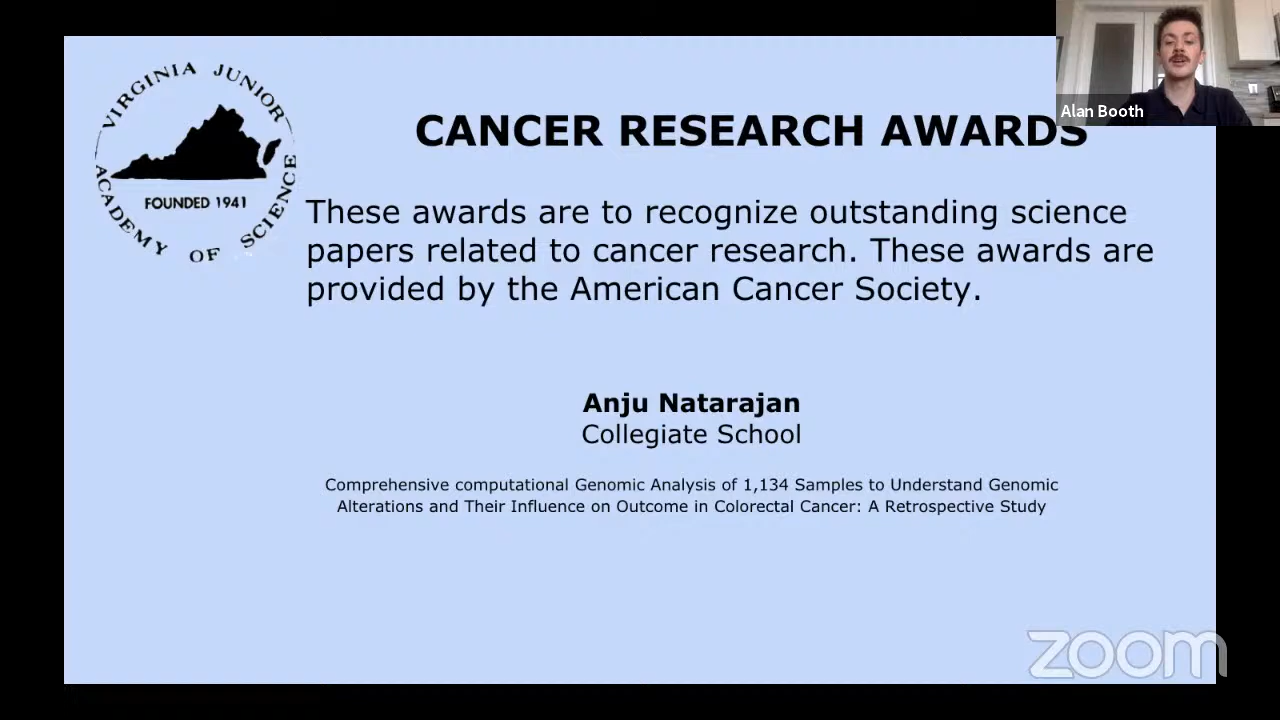 VIRGINIA JUNIOR
ACADEMY OF SCIENCE
FOUNDED 1941
Alan Booth
CANCER RESEARCH AWARDS
These awards are to recognize outstanding science
papers related to cancer research. These awards are
provided by the American Cancer Society.
Anju Natarajan
Collegiate School
Comprehensive computational Genomic Analysis of 1,134 Samples to Understand Genomic
Alterations and Their Influence on Outcome in Colorectal Cancer: A Retrospective Study
zoom